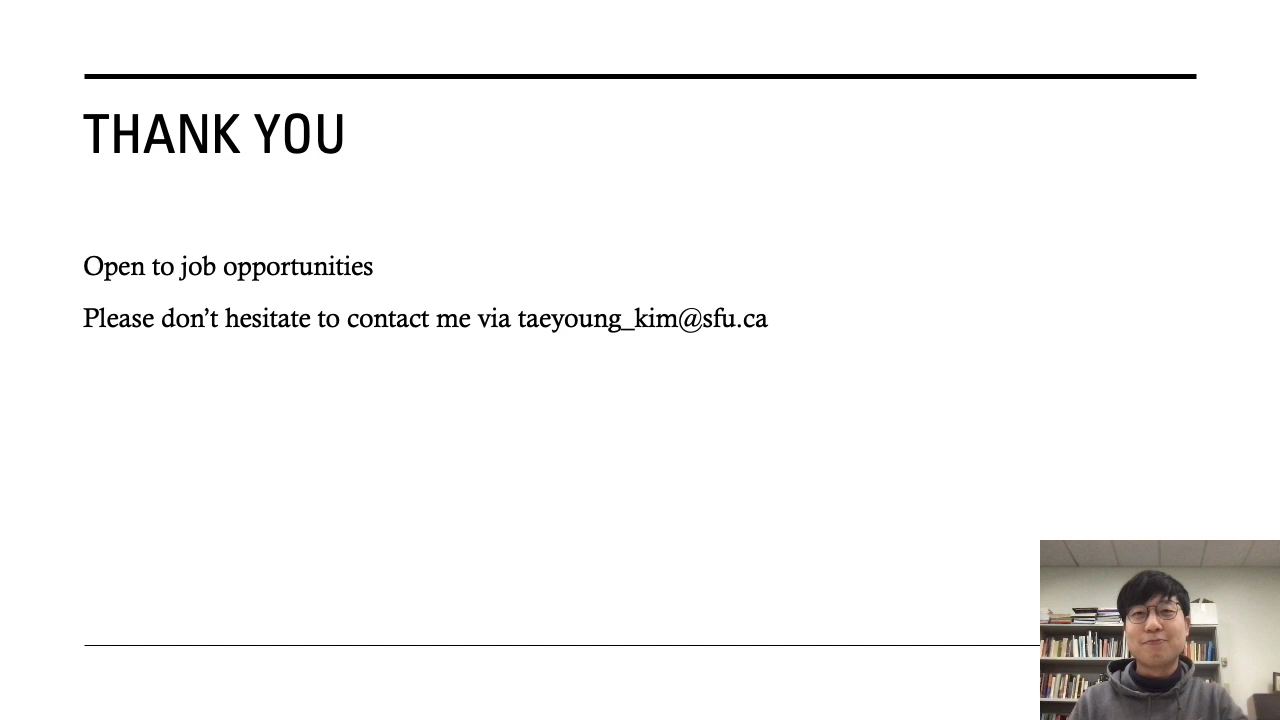 THANK YOU
Open to job opportunities
Please don’t hesitate to contact me via taeyoung_kim@sfu.ca